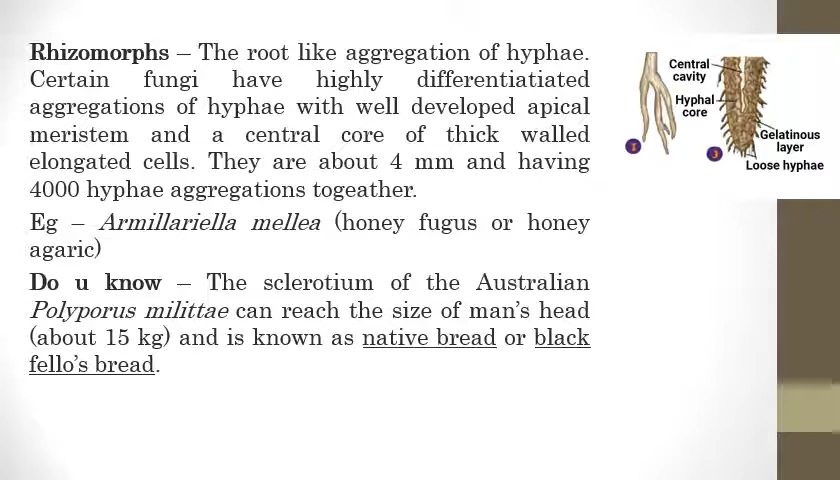 Rhizomorphs – The root like aggregation of hyphae.
Certain fungi have highly differentiatiated
aggregations of hyphae with well developed apical
meristem and a central core of thick walled
elongated cells. They are about 4 mm and having
4000 hyphae aggregations togeather.
Eg – Armillariella mellea (honey fugus or honey
agaric)
Do u know – The sclerotium of the Australian
Polyporus milittae can reach the size of man's head
(about 15 kg) and is known as native bread or black
fello's bread.
Central
cavity
Hyphal
core
Gelatinous
layer
Loose hyphae
1
3